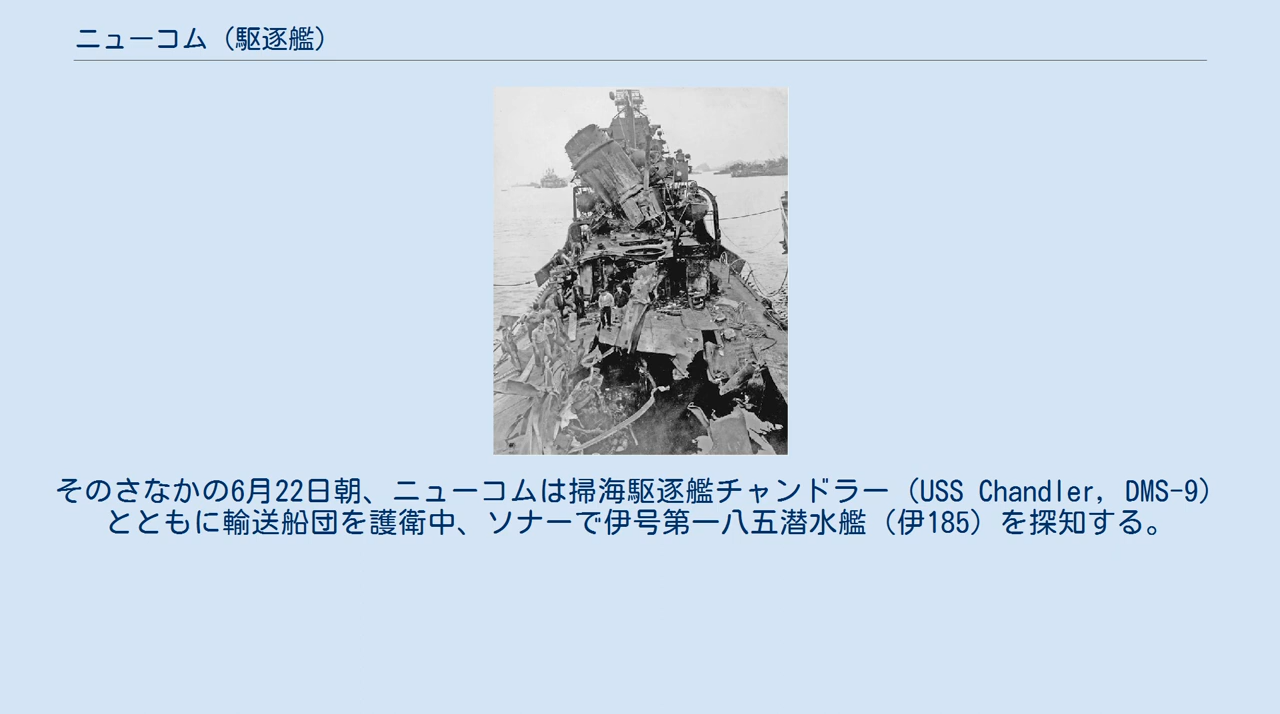 ニューコム（駆逐艦）
そのさなかの6月22日朝、ニューコムは掃海駆逐艦チャンドラー（USS Chandler, DMS-9）
とともに輸送船団を護衛中、ソナーで伊号第一八五潜水艦（伊185）を探知する。